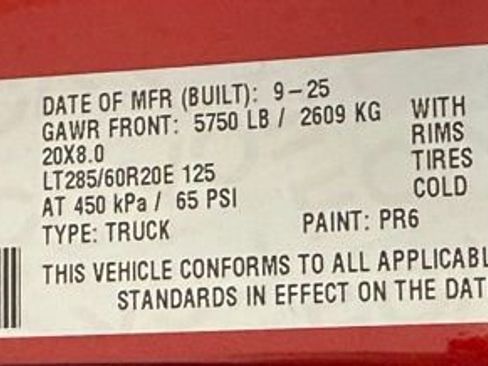 DATE OF MFR (BUILT): 9-25
GAWR FRONT: 5750 LB / 2609 KG WITH
20X8.0 RIMS
LT285/60R20E 125 TIRES
AT 450 kPa / 65 PSI COLD
TYPE: TRUCK PAINT: PR6
THIS VEHICLE CONFORMS TO ALL APPLICABL
STANDARDS IN EFFECT ON THE DAT